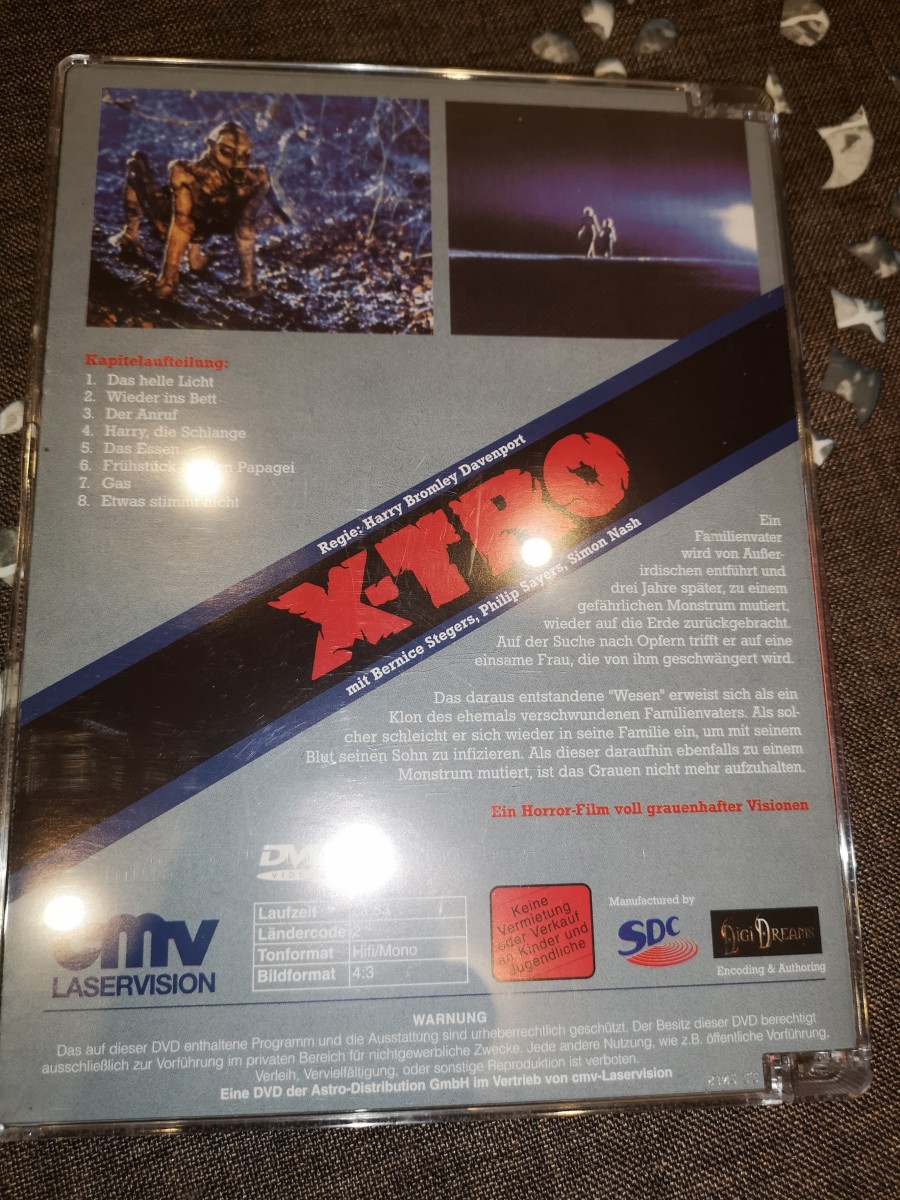 Kapitelaufteilung:
1. Das helle Licht
2. Wieder ins Bett
3. Der Anruf
4. Harry, die Schlange
5. Das Essen
6. Frühstück Papagei
7. Gas
8. Etwas stimmt nicht
Regie: Harry Bromley Davenport
X-TRO
mit Bernice Stegers, Philip Sayers, Simon Nash
Ein
Familienvater
wird von Außer-
irdischen entführt und
drei Jahre später, zu einem
gefährlichen Monstrum mutiert,
wieder auf die Erde zurückgebracht.
Auf der Suche nach Opfern trifft er auf eine
einsame Frau, die von ihm geschwängert wird.
Das daraus entstandene "Wesen" erweist sich als ein
Klon des ehemals verschwundenen Familienvaters. Als sol-
cher schleicht er sich wieder in seine Familie ein, um mit seinem
Blut seinen Sohn zu infizieren. Als dieser daraufhin ebenfalls zu einem
Monstrum mutiert, ist das Grauen nicht mehr aufzuhalten.
Ein Horror-Film voll grauenhafter Visionen
VIDEO
cmv
LASERVISION
Laufzeit
Ländercode 2
Tonformat Hifi/Mono
Bildformat 4:3
Keine
Vermietung
oder Verkauf
an Kinder und
Jugendliche
Manufactured by
SDC
DIGI DREAMS
Encoding & Authoring
WARNUNG
Das auf dieser DVD enthaltene Programm und die Ausstattung sind urheberrechtlich geschützt. Der Besitz dieser DVD berechtigt
ausschließlich zur Vorführung im privaten Bereich für nichtgewerbliche Zwecke. Jede andere Nutzung, wie z.B. öffentliche Vorführung,
Verleih, Vervielfältigung, oder sonstige Reproduktion ist verboten.
Eine DVD der Astro-Distribution GmbH im Vertrieb von cmv-Laservision